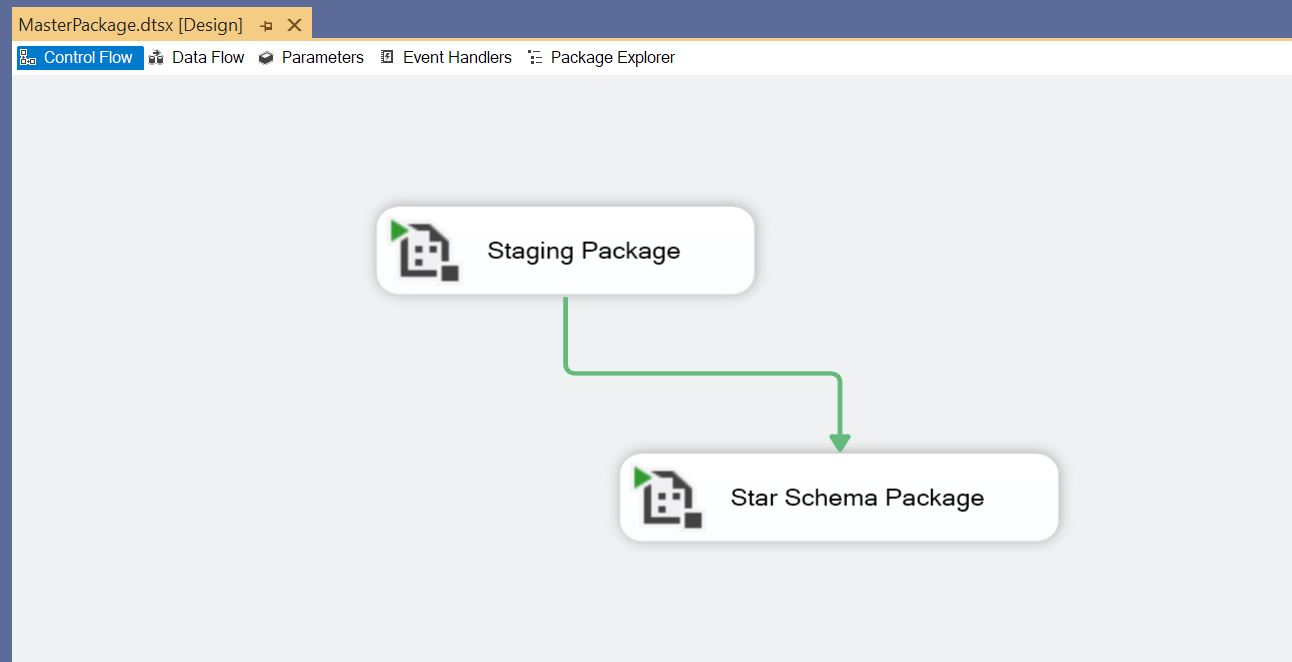 MasterPackage.dtsx [Design]
Control Flow Data Flow Parameters Event Handlers Package Explorer
Staging Package
Star Schema Package